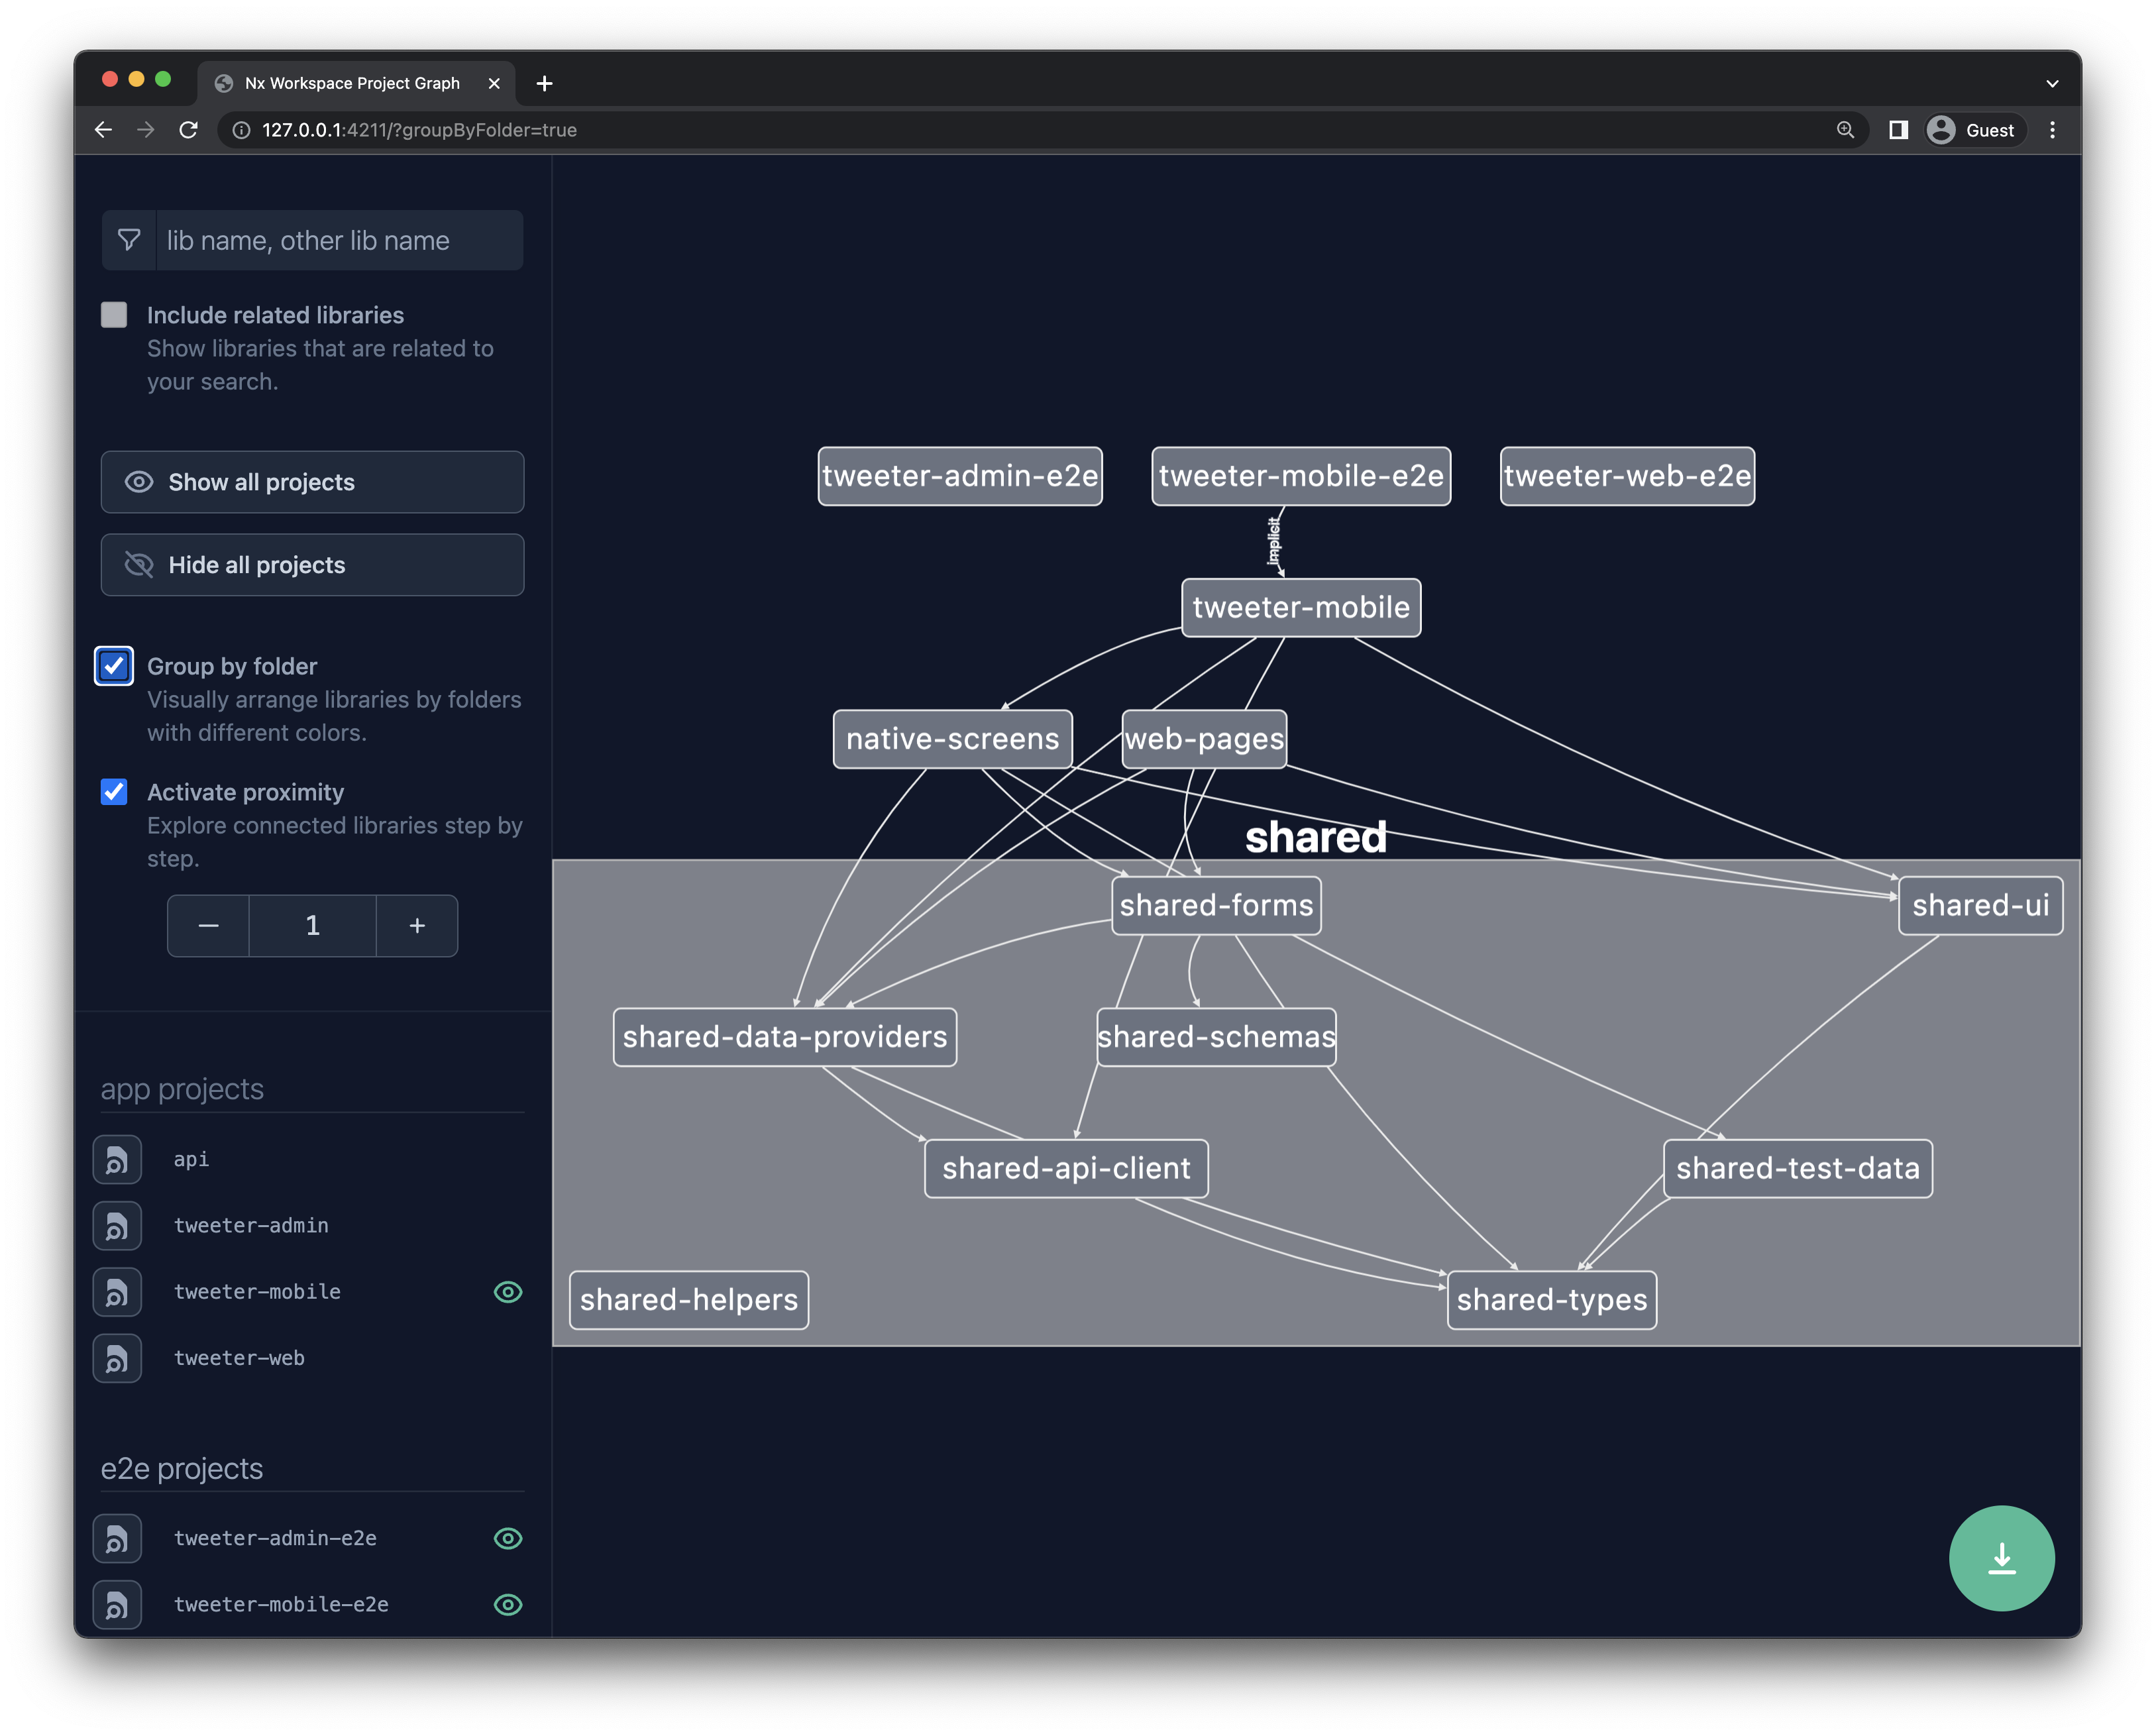 Nx Workspace Project Graph
127.0.0.1:4211/?groupByFolder=true
Guest
lib name, other lib name
Include related libraries
Show libraries that are related to
your search.
Show all projects
Hide all projects
Group by folder
Visually arrange libraries by folders
with different colors.
Activate proximity
Explore connected libraries step by
step.
1
app projects
api
tweeter-admin
tweeter-mobile
tweeter-web
e2e projects
tweeter-admin-e2e
tweeter-mobile-e2e
tweeter-admin-e2e
tweeter-mobile-e2e
tweeter-web-e2e
implicit
tweeter-mobile
native-screens
web-pages
shared
shared-forms
shared-ui
shared-data-providers
shared-schemas
shared-api-client
shared-test-data
shared-helpers
shared-types